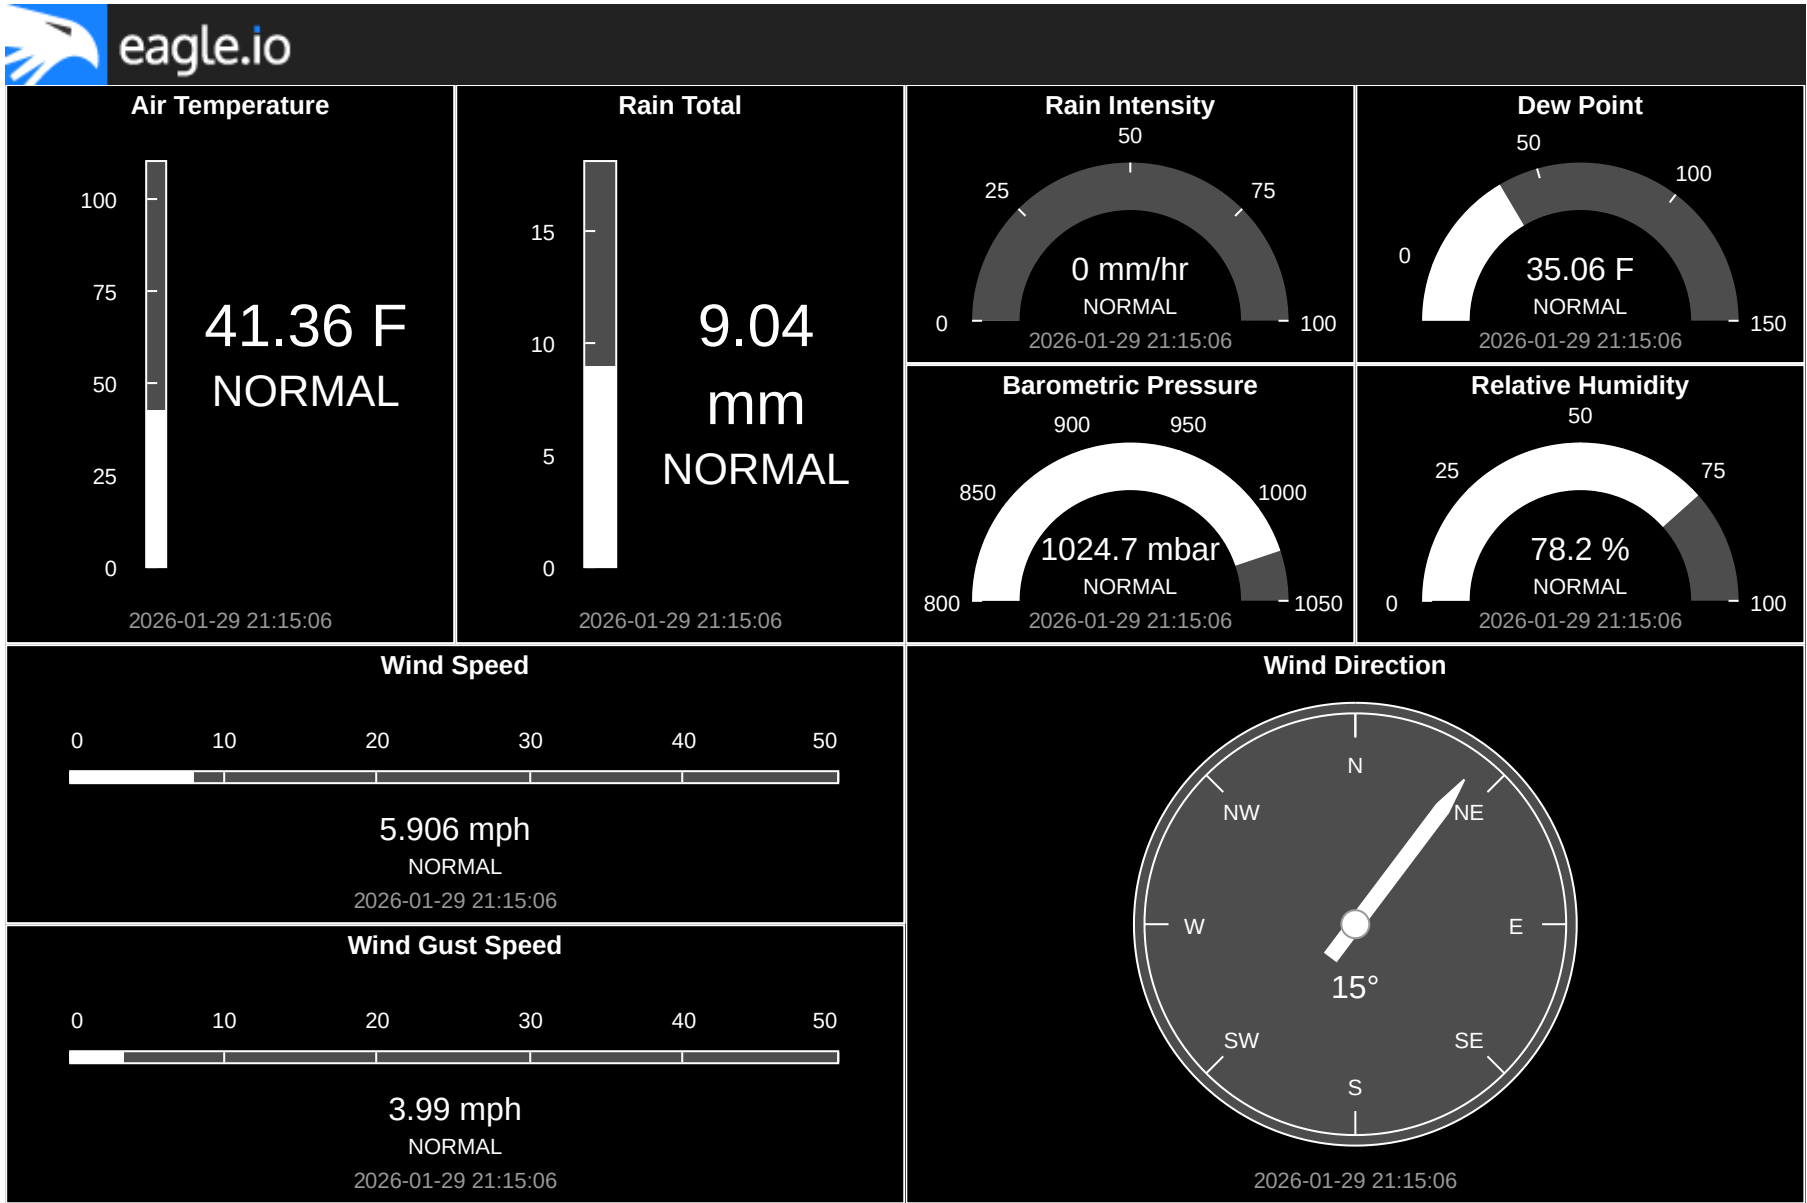 eagle.io
Air Temperature
100
75
50
25
0
41.36 F
NORMAL
2026-01-29 21:15:06
Rain Total
15
10
5
0
9.04
mm
NORMAL
2026-01-29 21:15:06
Rain Intensity
0
25
50
75
100
0 mm/hr
NORMAL
2026-01-29 21:15:06
Dew Point
0
50
100
150
35.06 F
NORMAL
2026-01-29 21:15:06
Barometric Pressure
800
850
900
950
1000
1050
1024.7 mbar
NORMAL
2026-01-29 21:15:06
Relative Humidity
0
25
50
75
100
78.2 %
NORMAL
2026-01-29 21:15:06
Wind Speed
0 10 20 30 40 50
5.906 mph
NORMAL
2026-01-29 21:15:06
Wind Gust Speed
0 10 20 30 40 50
3.99 mph
NORMAL
2026-01-29 21:15:06
Wind Direction
N
NW NE
W E
15°
SW SE
S
2026-01-29 21:15:06